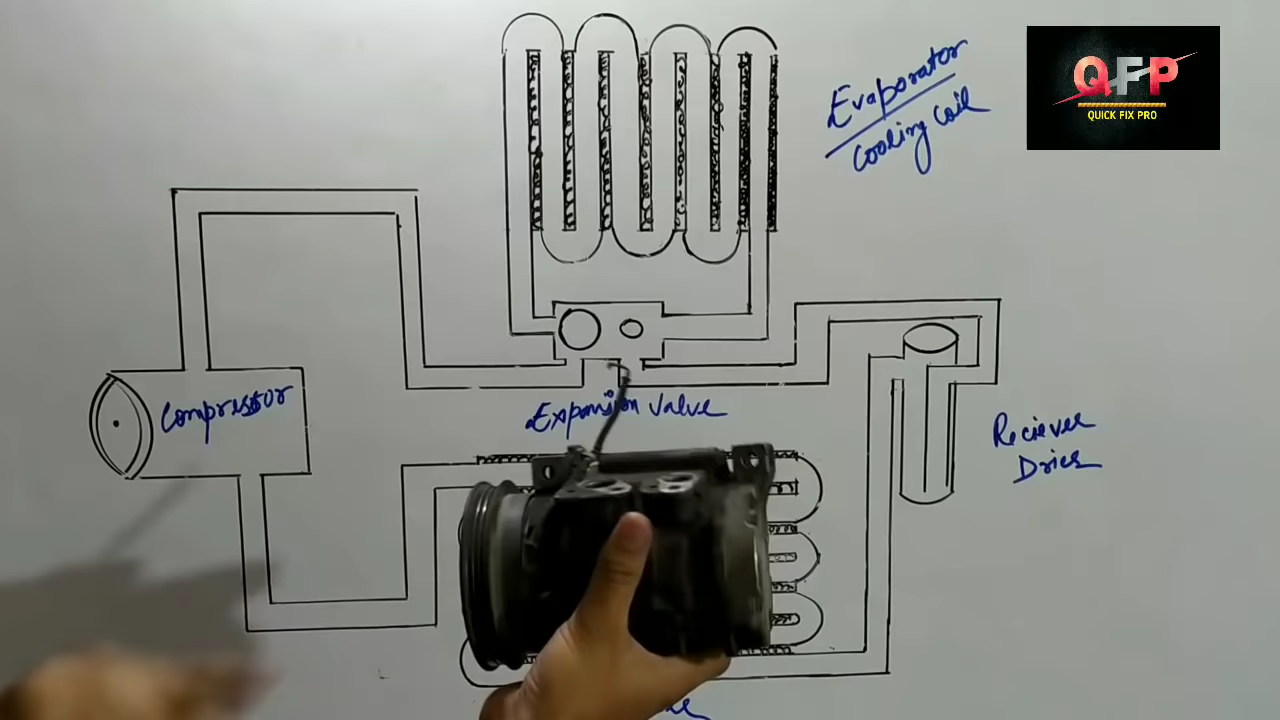 Evaporator
Cooling Coil
QFP
QUICK FIX PRO
Compressor
Expansion Valve
Reciever
Drier